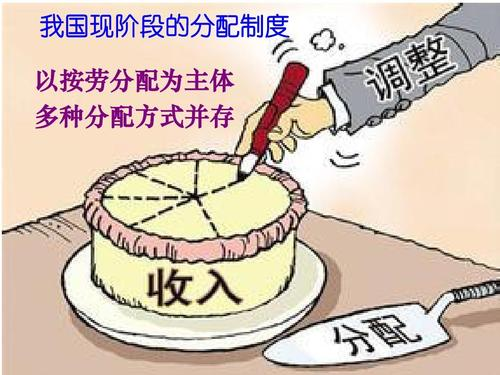 我国现阶段的分配制度
以按劳分配为主体
多种分配方式并存
调整
收入
分配